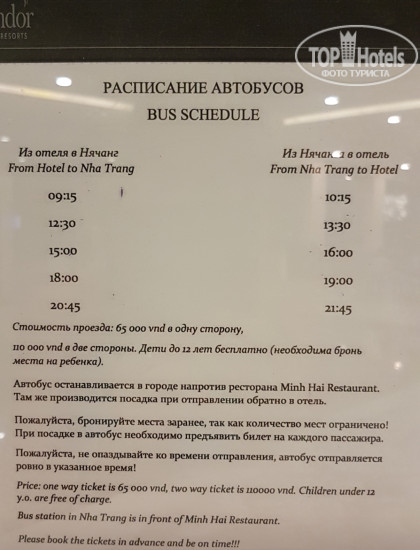 ndór
RESORTS
TOP Hotels
ФОТО ТУРИСТА
РАСПИСАНИЕ АВТОБУСОВ
BUS SCHEDULE
Из отеля в Нячанг
From Hotel to Nha Trang
09:15
12:30
15:00
18:00
20:45
Из Нячанга в отель
From Nha Trang to Hotel
10:15
13:30
16:00
19:00
21:45
Стоимость проезда: 65 000 vnd в одну сторону,
110 000 vnd в две стороны. Дети до 12 лет бесплатно (необходима бронь
места на ребенка).
Автобус останавливается в городе напротив ресторана Minh Hai Restaurant.
Там же производится посадка при отправлении обратно в отель.
Пожалуйста, бронируйте места заранее, так как количество мест ограничено!
При посадке в автобус необходимо предъявить билет на каждого пассажира.
Пожалуйста, не опаздывайте ко времени отправления, автобус отправляется
ровно в указанное время!
Price: one way ticket is 65 000 vnd, two way ticket is 110000 vnd. Children under 12
y.o. are free of charge.
Bus station in Nha Trang is in front of Minh Hai Restaurant.
Please book the tickets in advance and be on time!!!